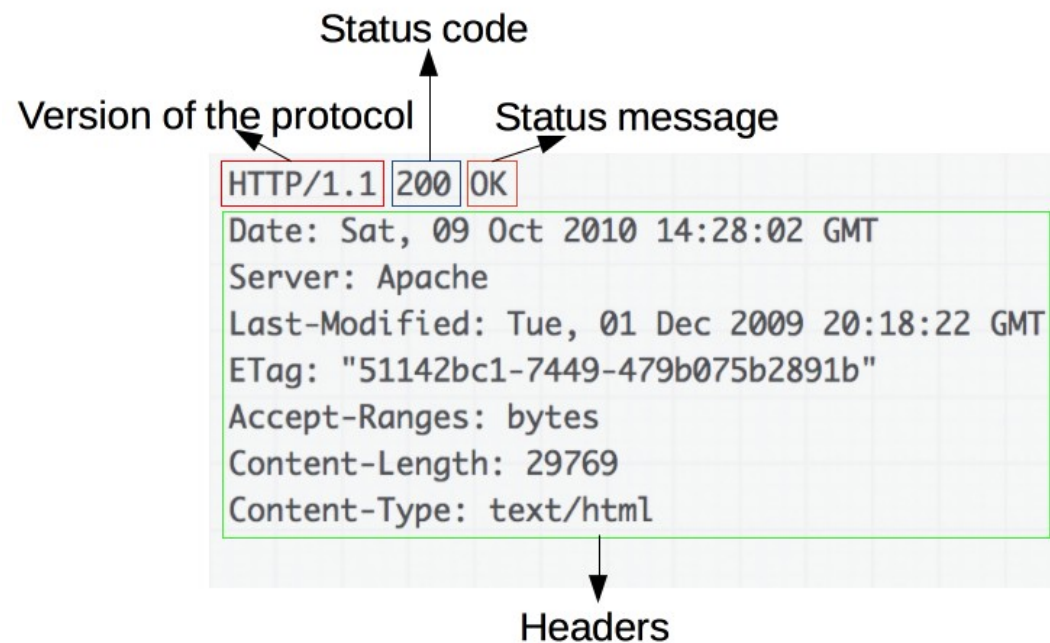 Status code
Version of the protocol
Status message
HTTP/1.1 200 OK
Date: Sat, 09 Oct 2010 14:28:02 GMT
Server: Apache
Last-Modified: Tue, 01 Dec 2009 20:18:22 GMT
ETag: "51142bc1-7449-479b075b2891b"
Accept-Ranges: bytes
Content-Length: 29769
Content-Type: text/html
Headers